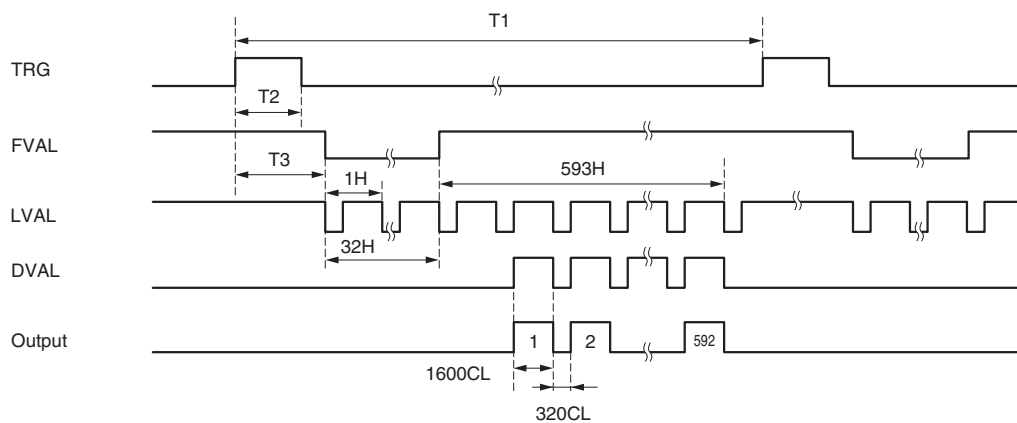 T1
TRG
T2
FVAL
T3
1H
593H
LVAL
32H
DVAL
Output
1
2
592
1600CL
320CL